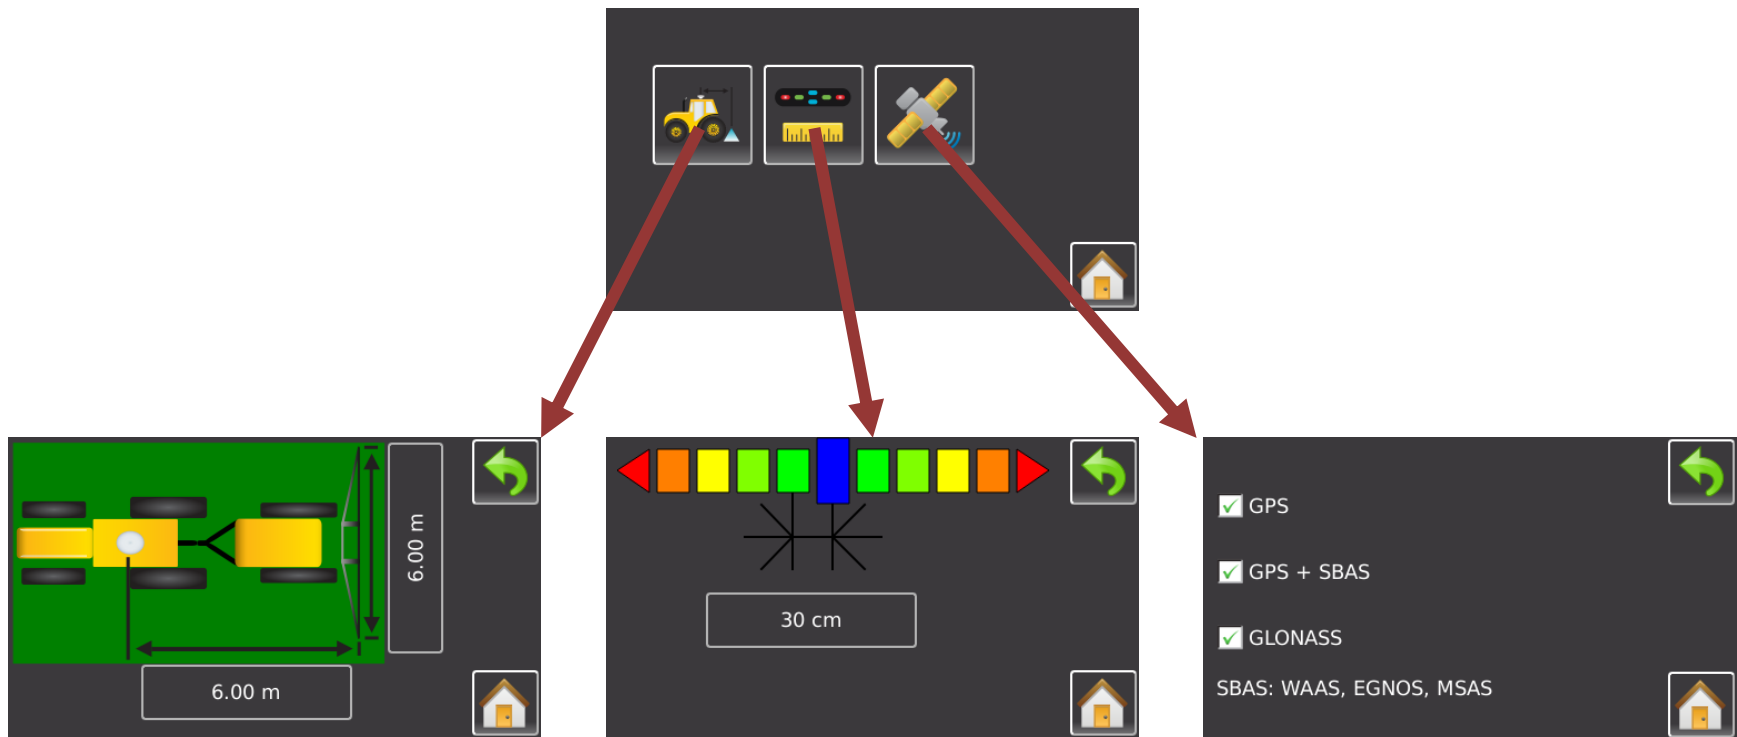 6.00 m
6.00 m
30 cm
GPS
GPS + SBAS
GLONASS
SBAS: WAAS, EGNOS, MSAS